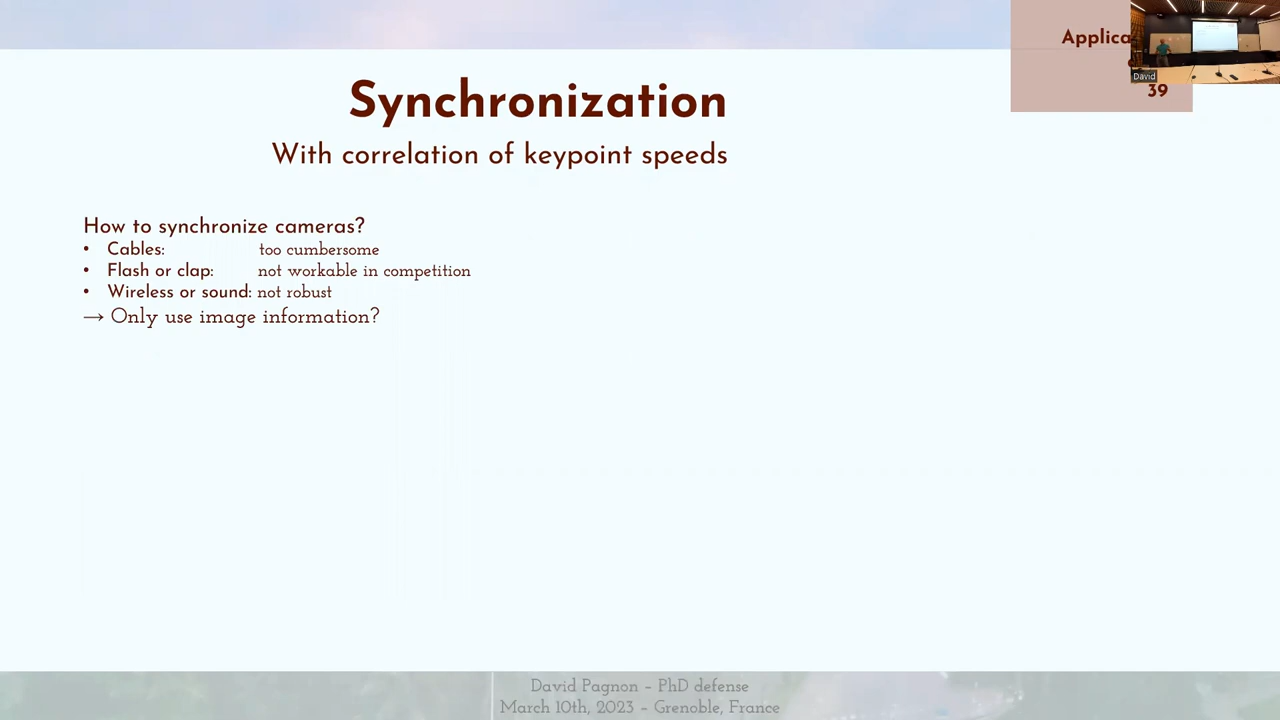 Synchronization
With correlation of keypoint speeds
39
David
How to synchronize cameras?
• Cables: too cumbersome
• Flash or clap: not workable in competition
• Wireless or sound: not robust
→ Only use image information?
David Pagnon – PhD defense
March 10th, 2023 – Grenoble, France